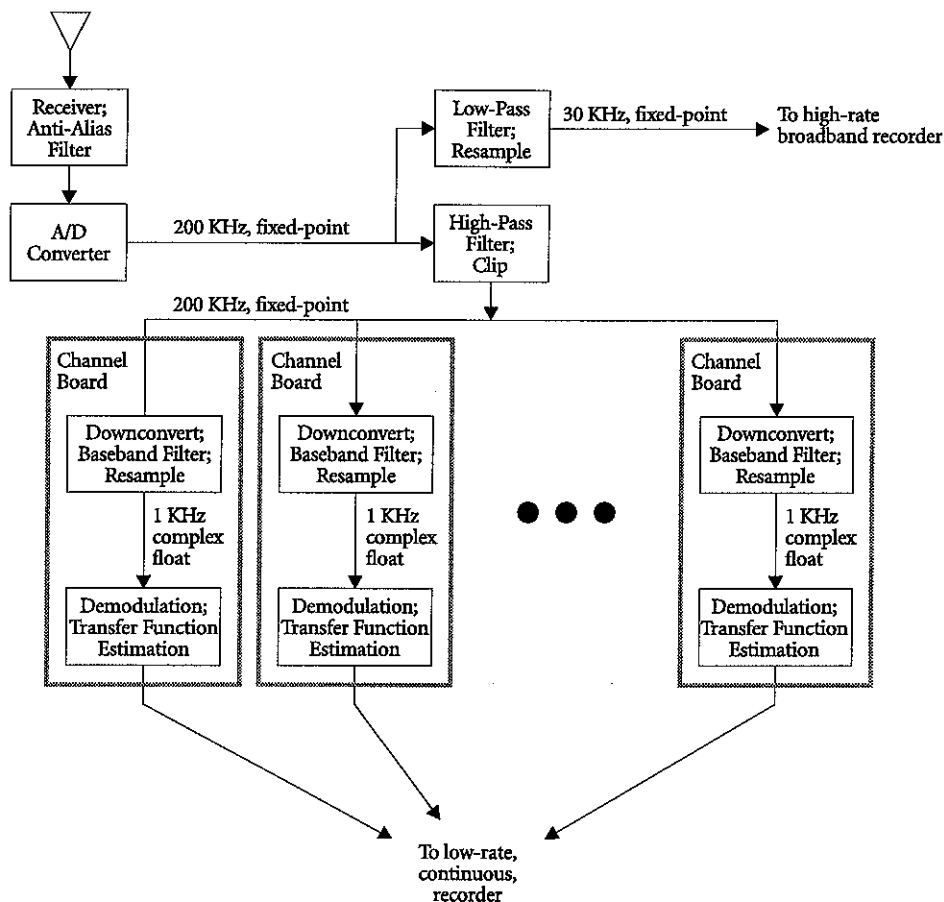 Receiver;
Anti-Alias
Filter
A/D
Converter
200 KHz, fixed-point
Low-Pass
Filter;
Resample
30 KHz, fixed-point
To high-rate
broadband recorder
High-Pass
Filter;
Clip
200 KHz, fixed-point
Channel
Board
Downconvert;
Baseband Filter;
Resample
1 KHz
complex
float
Demodulation;
Transfer Function
Estimation
Channel
Board
Downconvert;
Baseband Filter;
Resample
1 KHz
complex
float
Demodulation;
Transfer Function
Estimation
Channel
Board
Downconvert;
Baseband Filter;
Resample
1 KHz
complex
float
Demodulation;
Transfer Function
Estimation
To low-rate,
continuous,
recorder